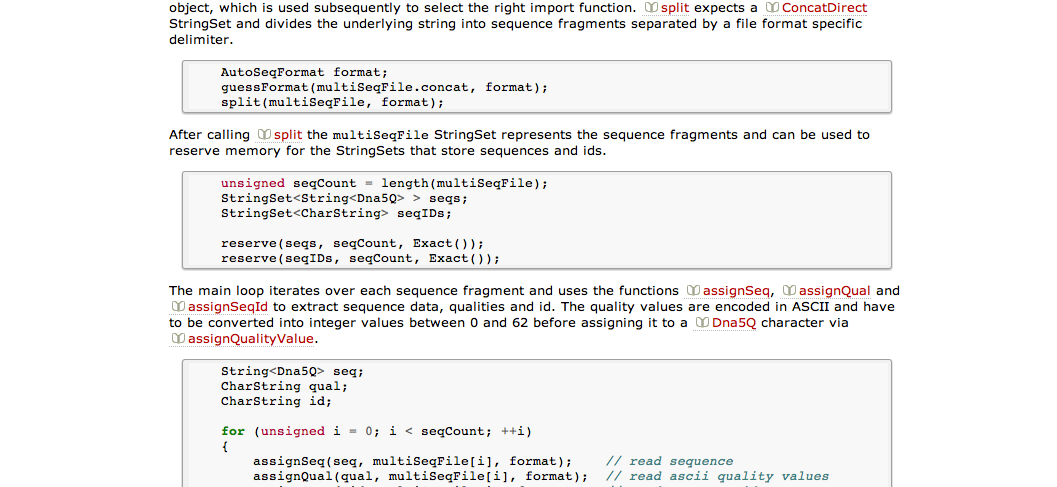 object, which is used subsequently to select the right import function. split expects a ConcatDirect
StringSet and divides the underlying string into sequence fragments separated by a file format specific
delimiter.
AutoSeqFormat format;
guessFormat(multiSeqFile.concat, format);
split(multiSeqFile, format);
After calling split the multiSeqFile StringSet represents the sequence fragments and can be used to
reserve memory for the StringSets that store sequences and ids.
unsigned seqCount = length(multiSeqFile);
StringSet<String<Dna5Q> > seqs;
StringSet<CharString> seqIDs;
reserve(seqs, seqCount, Exact());
reserve(seqIDs, seqCount, Exact());
The main loop iterates over each sequence fragment and uses the functions assignSeq, assignQual and
assignSeqId to extract sequence data, qualities and id. The quality values are encoded in ASCII and have
to be converted into integer values between 0 and 62 before assigning it to a Dna5Q character via
assignQualityValue.
String<Dna5Q> seq;
CharString qual;
CharString id;
for (unsigned i = 0; i < seqCount; ++i)
{
assignSeq(seq, multiSeqFile[i], format); // read sequence
assignQual(qual, multiSeqFile[i], format); // read ascii quality values